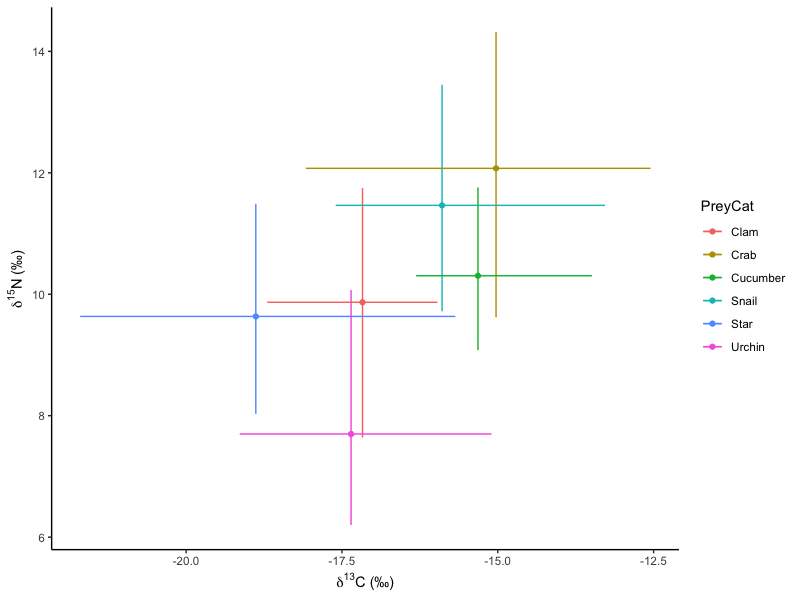 14
12
10
8
6
δ15N (‰)
-20.0
-17.5
-15.0
-12.5
δ13C (‰)
PreyCat
Clam
Crab
Cucumber
Snail
Star
Urchin